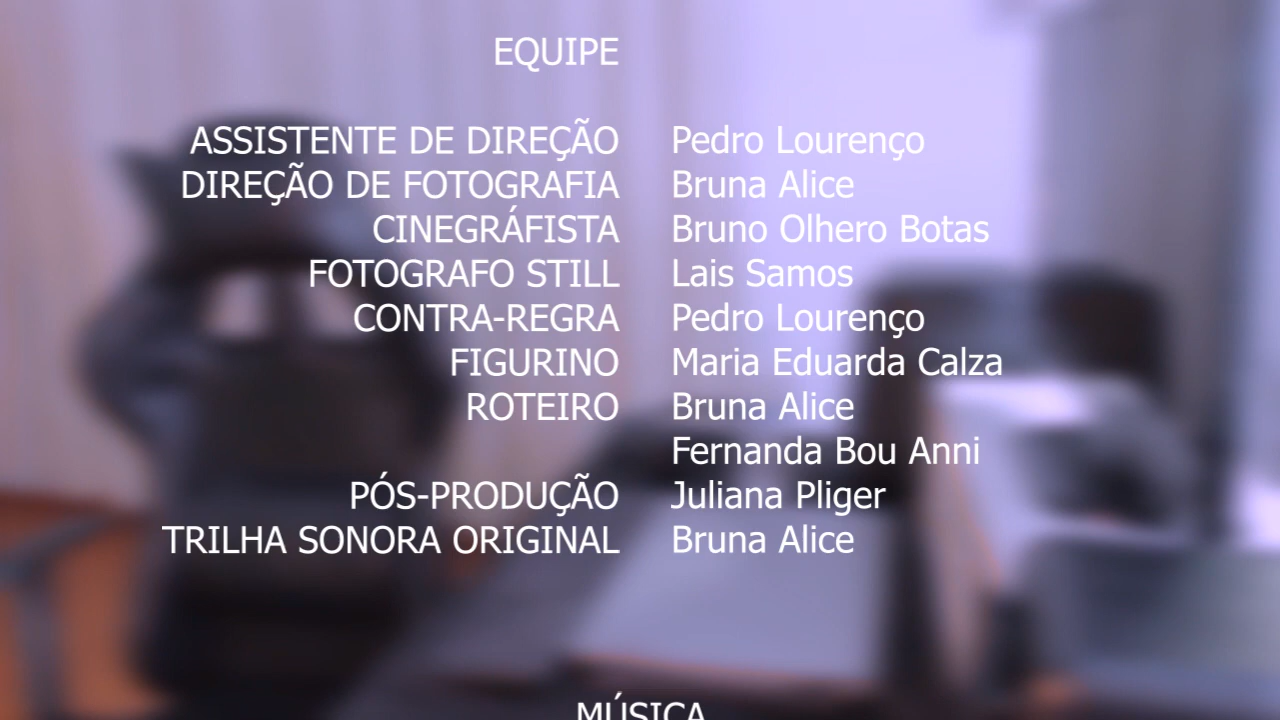 EQUIPE
ASSISTENTE DE DIREÇÃO Pedro Lourenço
DIREÇÃO DE FOTOGRAFIA Bruna Alice
CINEGRÁFISTA Bruno Olhero Botas
FOTOGRAFO STILL Lais Samos
CONTRA-REGRA Pedro Lourenço
FIGURINO Maria Eduarda Calza
ROTEIRO Bruna Alice
Fernanda Bou Anni
PÓS-PRODUÇÃO Juliana Pliger
TRILHA SONORA ORIGINAL Bruna Alice
MÚSICA